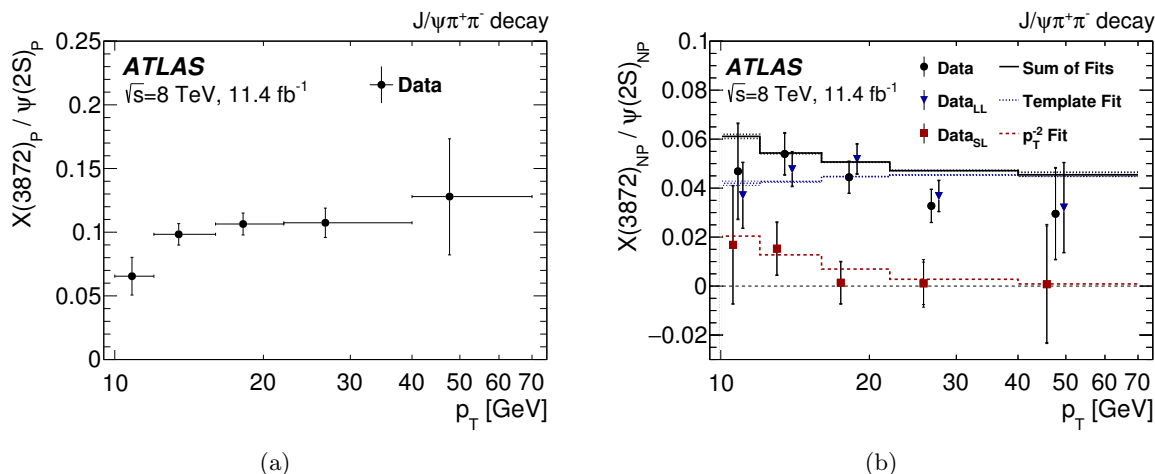 J/ψπ⁺π⁻ decay
X(3872)_P / ψ(2S)_P
0.25
0.2
0.15
0.1
0.05
0
ATLAS
√s=8 TeV, 11.4 fb⁻¹
Data
10 20 30 40 50 60 70
p_T [GeV]
(a)
J/ψπ⁺π⁻ decay
X(3872)_NP / ψ(2S)_NP
0.1
0.08
0.06
0.04
0.02
0
−0.02
ATLAS
√s=8 TeV, 11.4 fb⁻¹
Data
Data_LL
Data_SL
Sum of Fits
Template Fit
p_T⁻² Fit
10 20 30 40 50 60 70
p_T [GeV]
(b)